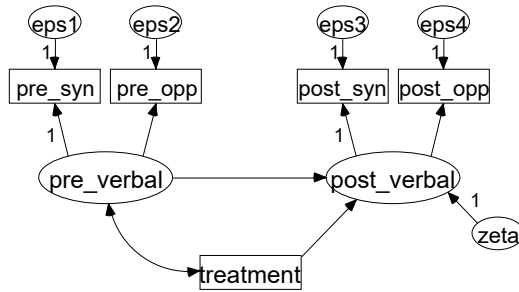 eps1 eps2 eps3 eps4
1 1 1 1
pre_syn pre_opp post_syn post_opp
1 1
pre_verbal post_verbal
1
zeta
treatment